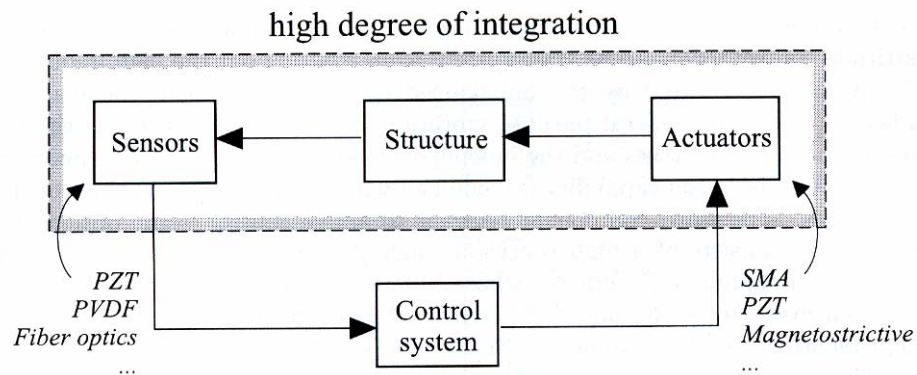 high degree of integration
Sensors
Structure
Actuators
PZT
PVDF
Fiber optics
...
Control
system
SMA
PZT
Magnetostrictive
...